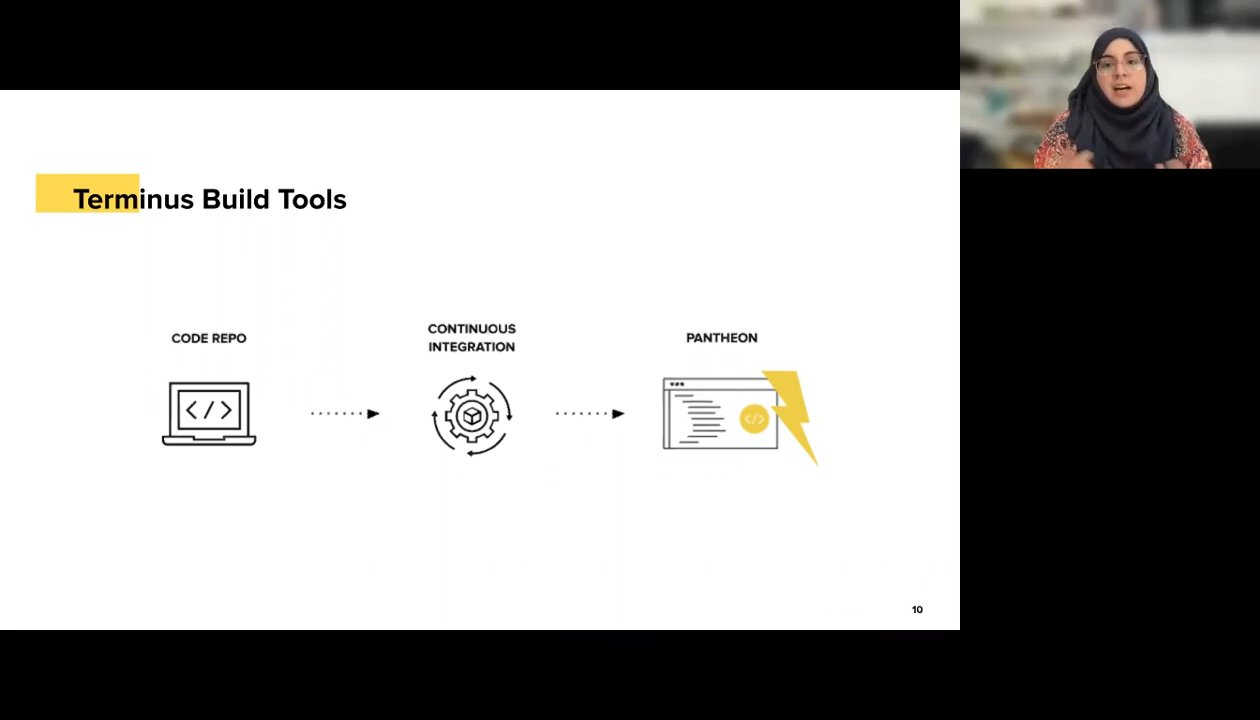 Terminus Build Tools
CODE REPO
CONTINUOUS
INTEGRATION
PANTHEON
</>
</>
10